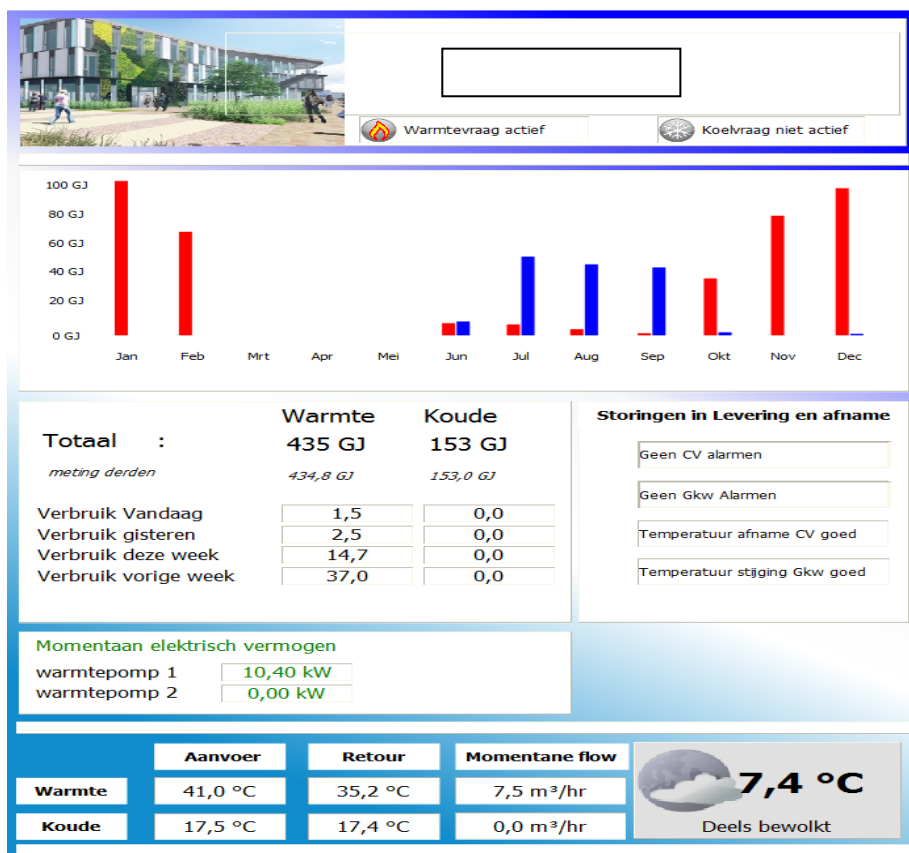 Warmtevraag actief Koelvraag niet actief
100 GJ
80 GJ
60 GJ
40 GJ
20 GJ
0 GJ
Jan Feb Mrt Apr Mei Jun Jul Aug Sep Okt Nov Dec
Warmte Koude
Totaal : 435 GJ 153 GJ
meting derden 434,8 GJ 153,0 GJ
Verbruik Vandaag 1,5 0,0
Verbruik gisteren 2,5 0,0
Verbruik deze week 14,7 0,0
Verbruik vorige week 37,0 0,0
Storingen in Levering en afname
Geen CV alarmen
Geen Gkw Alarmen
Temperatuur afname CV goed
Temperatuur stijging Gkw goed
Momentaan elektrisch vermogen
warmtepomp 1 10,40 kW
warmtepomp 2 0,00 kW
Aanvoer Retour Momentane flow
Warmte 41,0 °C 35,2 °C 7,5 m³/hr
Koude 17,5 °C 17,4 °C 0,0 m³/hr
7,4 °C
Deels bewolkt